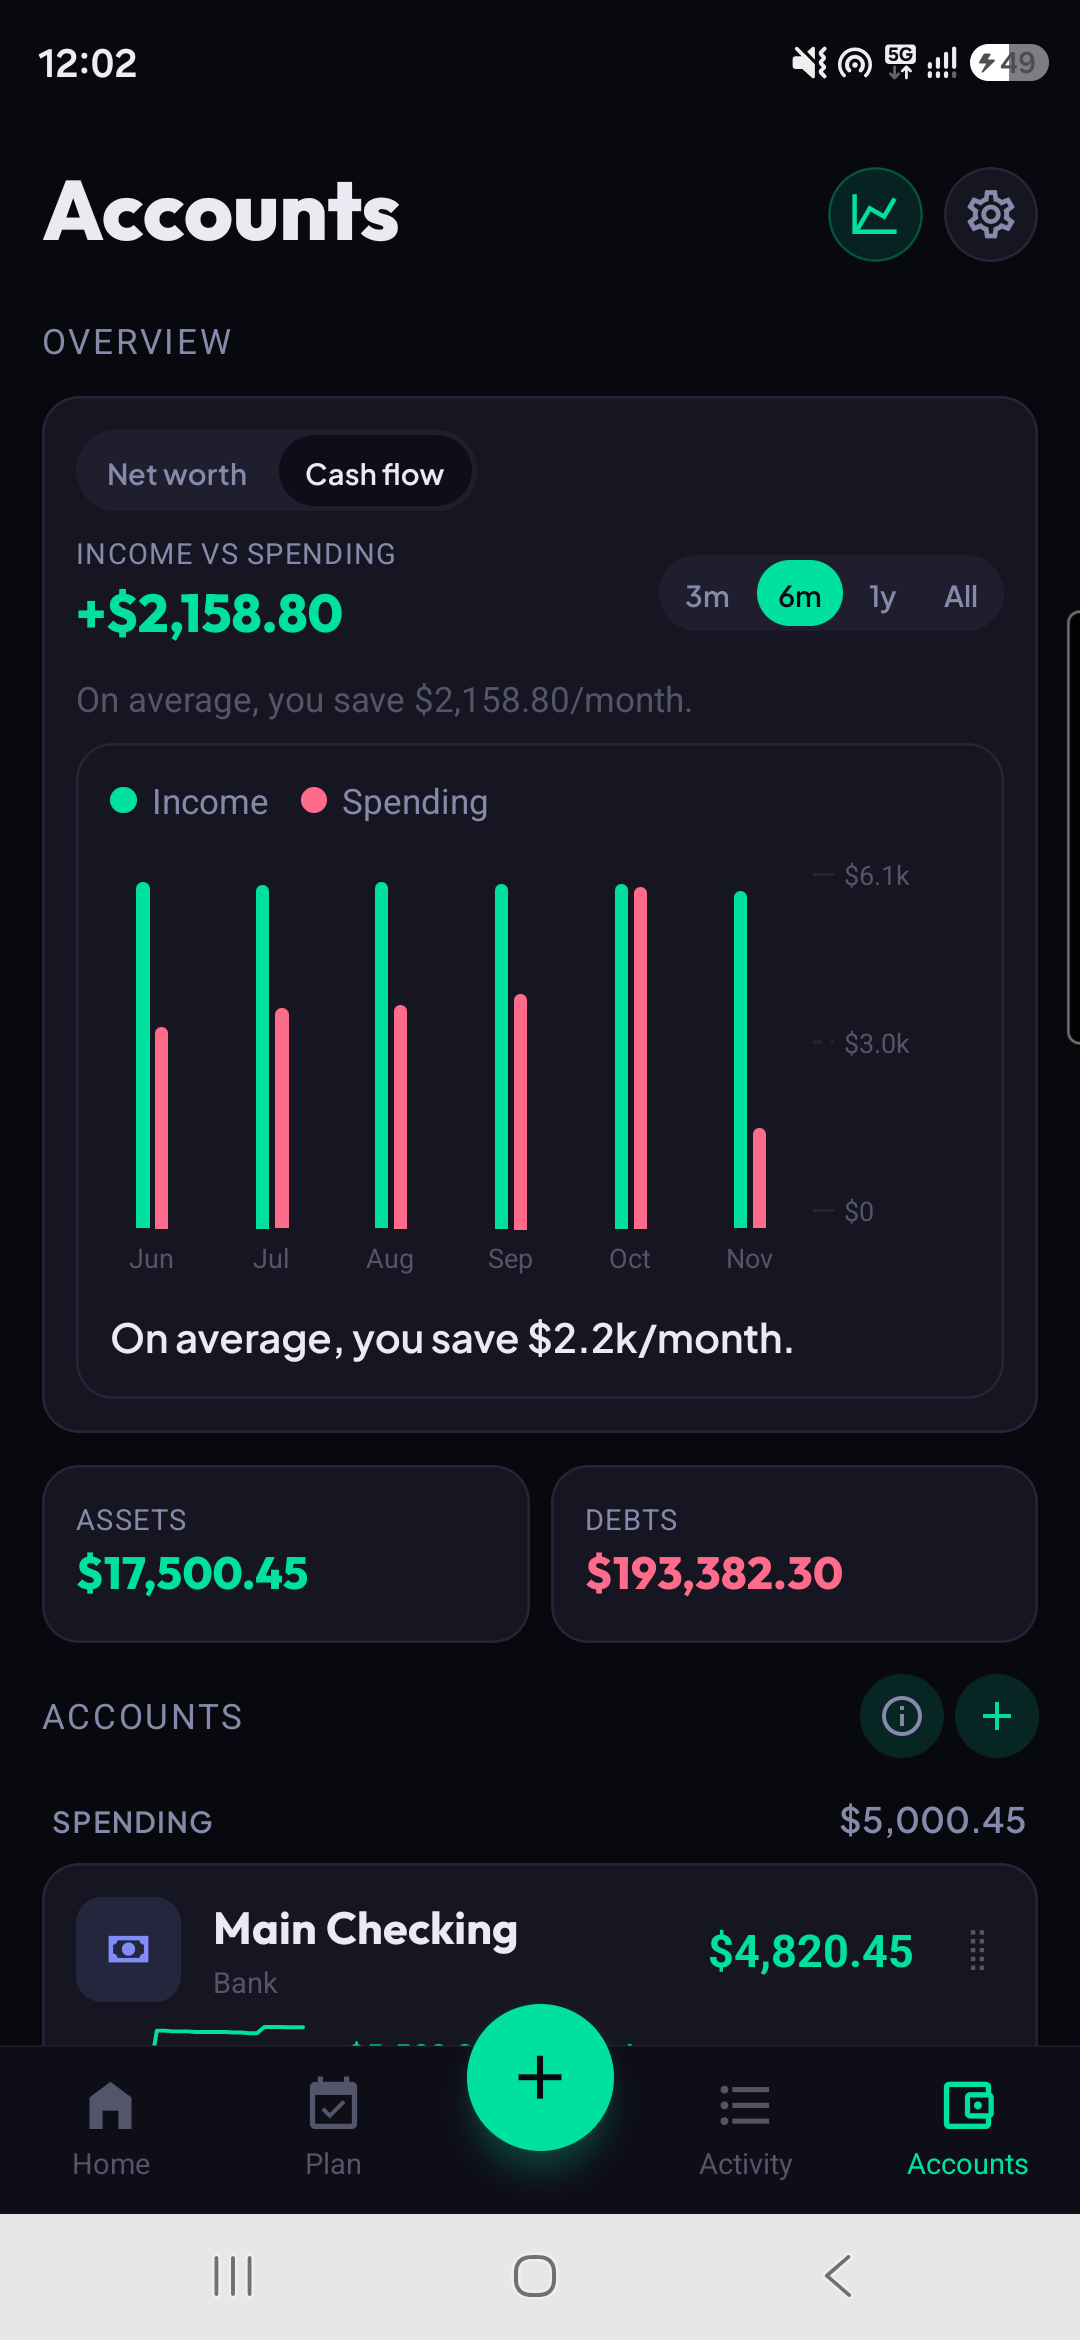 12:02
5G
49
Accounts
OVERVIEW
Net worth
Cash flow
INCOME VS SPENDING
+$2,158.80
3m
6m
1y
All
On average, you save $2,158.80/month.
Income
Spending
$6.1k
$3.0k
$0
Jun
Jul
Aug
Sep
Oct
Nov
On average, you save $2.2k/month.
ASSETS
$17,500.45
DEBTS
$193,382.30
ACCOUNTS
SPENDING
$5,000.45
Main Checking
Bank
$4,820.45
Home
Plan
Activity
Accounts